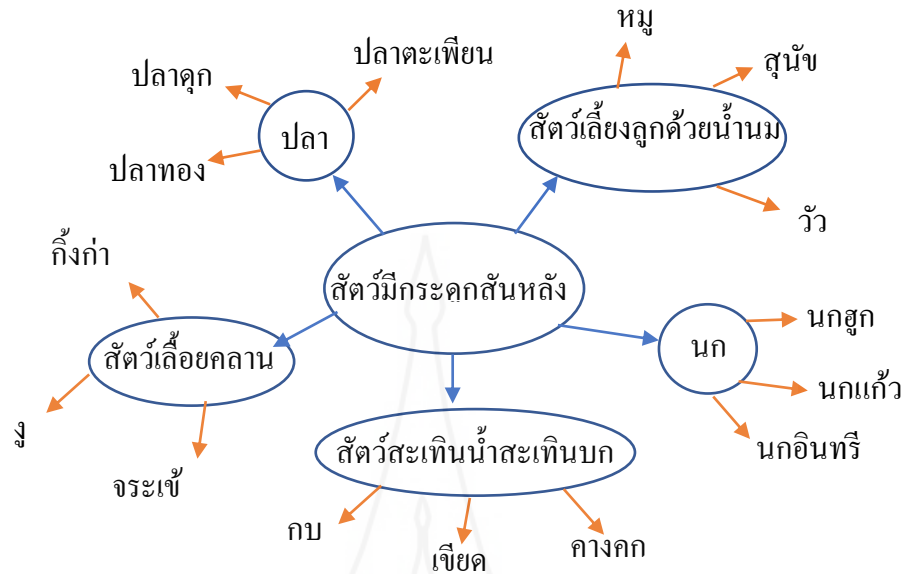 หมู
สุนัข
ปลาตะเพียน
ปลาดุก
สัตว์เลี้ยงลูกด้วยน้ำนม
ปลา
ปลาทอง
วัว
กิ้งก่า
สัตว์มีกระดูกสันหลัง
นกฮูก
สัตว์เลื้อยคลาน
นก
นกแก้ว
งู
สัตว์สะเทินน้ำสะเทินบก
นกอินทรี
จระเข้
กบ
เขียด
คางคก